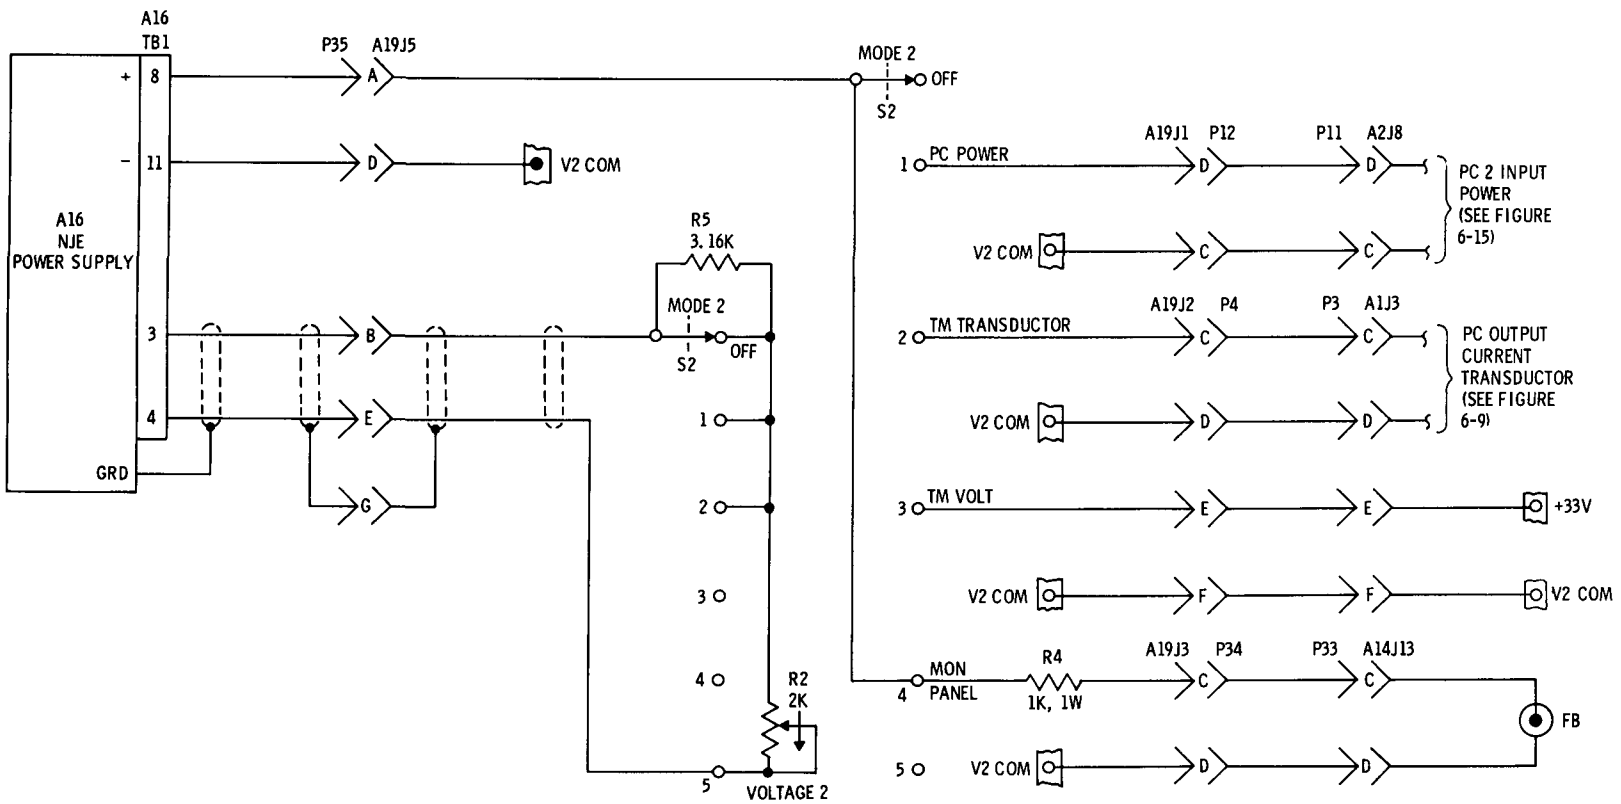 A16
TB1
P35
A19J5
MODE 2
S2
OFF
+
8
A
-
11
D
V2 COM
A16
NJE
POWER SUPPLY
R5
3.16K
MODE 2
S2
OFF
3
B
4
E
GRD
G
1
2
3
4
5
R2
2K
VOLTAGE 2
A19J1
P12
P11
A2J8
1
PC POWER
D
D
PC 2 INPUT
POWER
(SEE FIGURE
6-15)
V2 COM
C
C
A19J2
P4
P3
A1J3
2
TM TRANSDUCTOR
C
C
PC OUTPUT
CURRENT
TRANSDUCTOR
(SEE FIGURE
6-9)
V2 COM
D
D
3
TM VOLT
E
E
+33V
V2 COM
F
F
V2 COM
A19J3
P34
P33
A14J13
4
MON
PANEL
R4
1K, 1W
C
C
FB
5
V2 COM
D
D